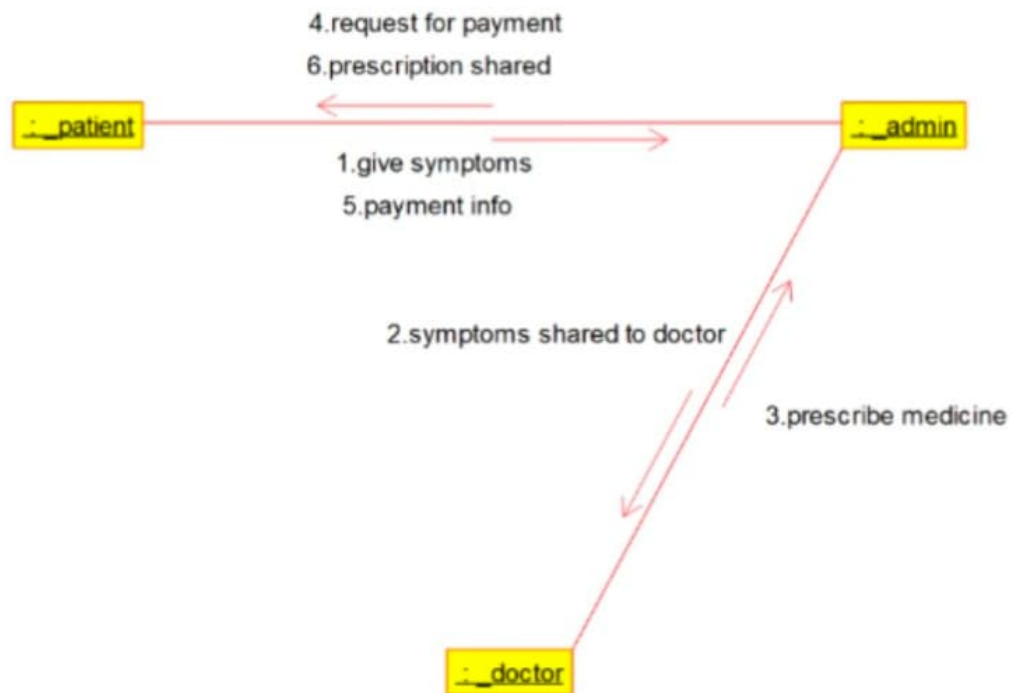 4.request for payment
6.prescription shared
:_patient
:_admin
1.give symptoms
5.payment info
2.symptoms shared to doctor
3.prescribe medicine
:_doctor